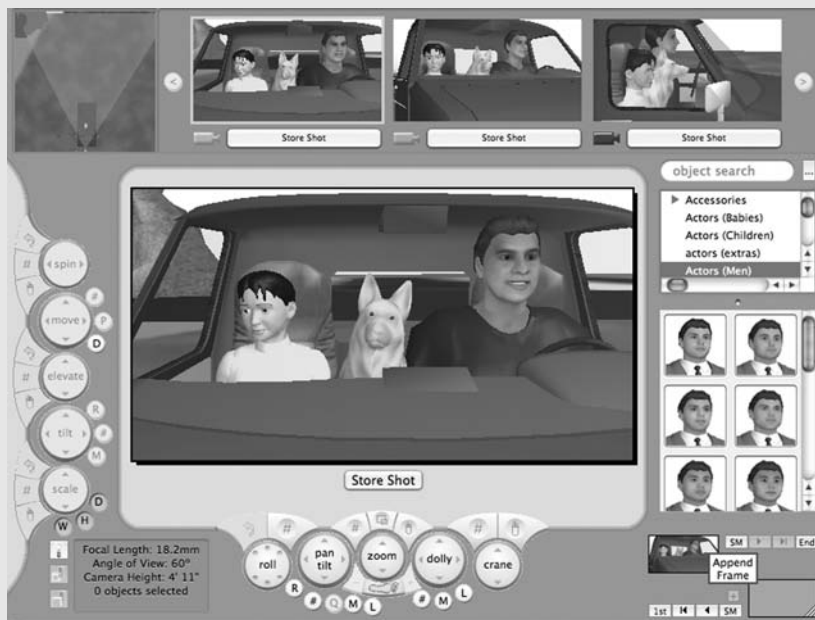 Store Shot
Store Shot
Store Shot
object search
...
Accessories
Actors (Babies)
Actors (Children)
actors (extras)
Actors (Men)
spin
#
#
move
P
D
#
elevate
R
#
tilt
#
M
#
scale
D
H
W
Store Shot
Focal Length: 18.2mm
Angle of View: 60°
Camera Height: 4' 11"
0 objects selected
#
#
#
#
roll
pan
tilt
zoom
dolly
crane
R
#
Q
M
L
#
M
L
SM
End
Append
Frame
1st
SM